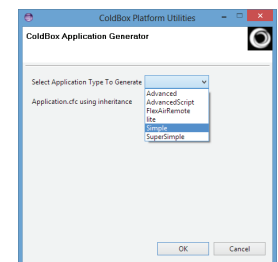 ColdBox Platform Utilities
ColdBox Application Generator
Select Application Type To Generate
Advanced
Application.cfc using inheritance
AdvancedScript
FlexAirRemote
lite
Simple
SuperSimple
OK Cancel